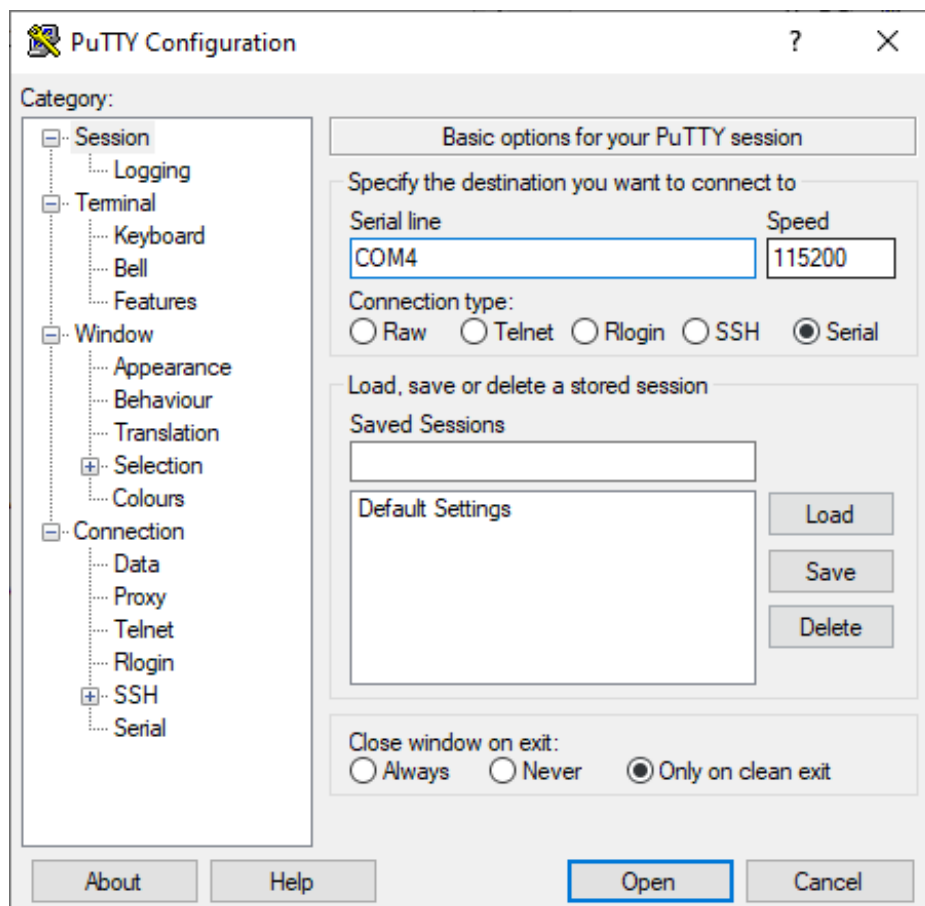 PuTTY Configuration
?
Category:
Session
Logging
Terminal
Keyboard
Bell
Features
Window
Appearance
Behaviour
Translation
Selection
Colours
Connection
Data
Proxy
Telnet
Rlogin
SSH
Serial
Basic options for your PuTTY session
Specify the destination you want to connect to
Serial line Speed
COM4 115200
Connection type:
Raw Telnet Rlogin SSH Serial
Load, save or delete a stored session
Saved Sessions
Default Settings
Load
Save
Delete
Close window on exit:
Always Never Only on clean exit
About Help Open Cancel